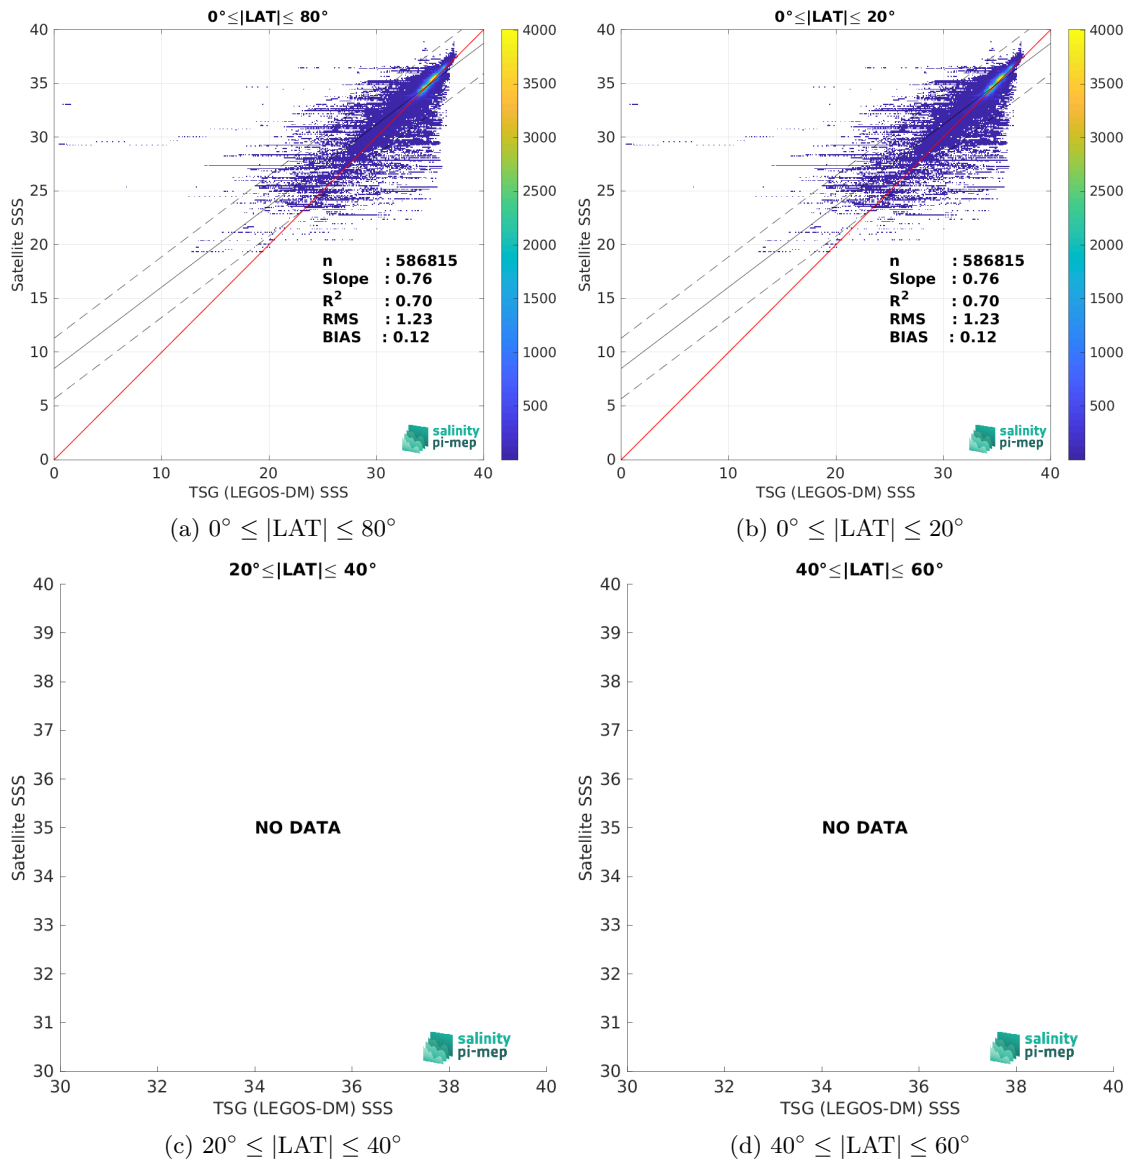 0°≤|LAT|≤ 80°
40
35
30
25
20
15
10
5
0
Satellite SSS
n : 586815
Slope : 0.76
R² : 0.70
RMS : 1.23
BIAS : 0.12
salinity
pi-mep
0 10 20 30 40
TSG (LEGOS-DM) SSS
4000
3500
3000
2500
2000
1500
1000
500
(a) 0° ≤ |LAT| ≤ 80°
0°≤|LAT|≤ 20°
40
35
30
25
20
15
10
5
0
Satellite SSS
n : 586815
Slope : 0.76
R² : 0.70
RMS : 1.23
BIAS : 0.12
salinity
pi-mep
0 10 20 30 40
TSG (LEGOS-DM) SSS
4000
3500
3000
2500
2000
1500
1000
500
(b) 0° ≤ |LAT| ≤ 20°
20°≤|LAT|≤ 40°
40
39
38
37
36
35
34
33
32
31
30
Satellite SSS
NO DATA
salinity
pi-mep
30 32 34 36 38 40
TSG (LEGOS-DM) SSS
(c) 20° ≤ |LAT| ≤ 40°
40°≤|LAT|≤ 60°
40
39
38
37
36
35
34
33
32
31
30
Satellite SSS
NO DATA
salinity
pi-mep
30 32 34 36 38 40
TSG (LEGOS-DM) SSS
(d) 40° ≤ |LAT| ≤ 60°